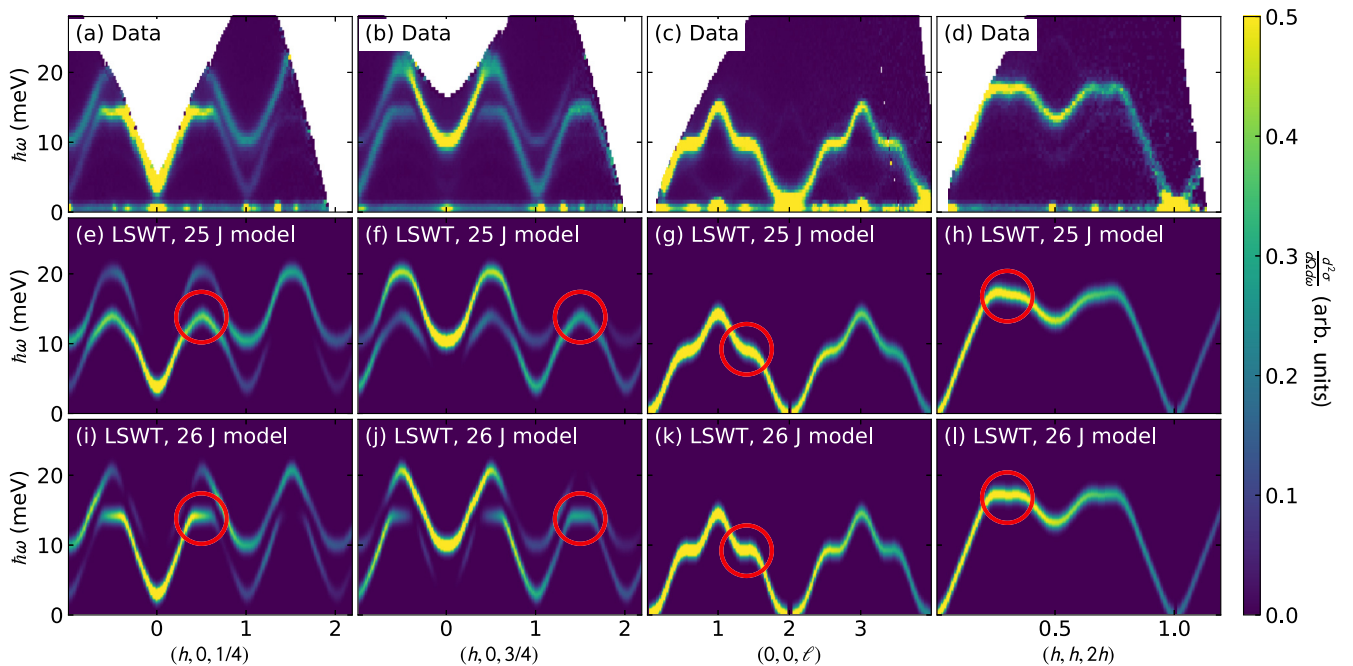 (a) Data
(b) Data
(c) Data
(d) Data
ħω (meV)
20
10
0
(e) LSWT, 25 J model
(f) LSWT, 25 J model
(g) LSWT, 25 J model
(h) LSWT, 25 J model
ħω (meV)
20
10
0
(i) LSWT, 26 J model
(j) LSWT, 26 J model
(k) LSWT, 26 J model
(l) LSWT, 26 J model
ħω (meV)
20
10
0
0 1 2
0 1 2
1 2 3
0.5 1.0
(h, 0, 1/4)
(h, 0, 3/4)
(0, 0, ℓ)
(h, h, 2h)
0.5
0.4
0.3
0.2
0.1
0.0
d²σ/dΩdω (arb. units)